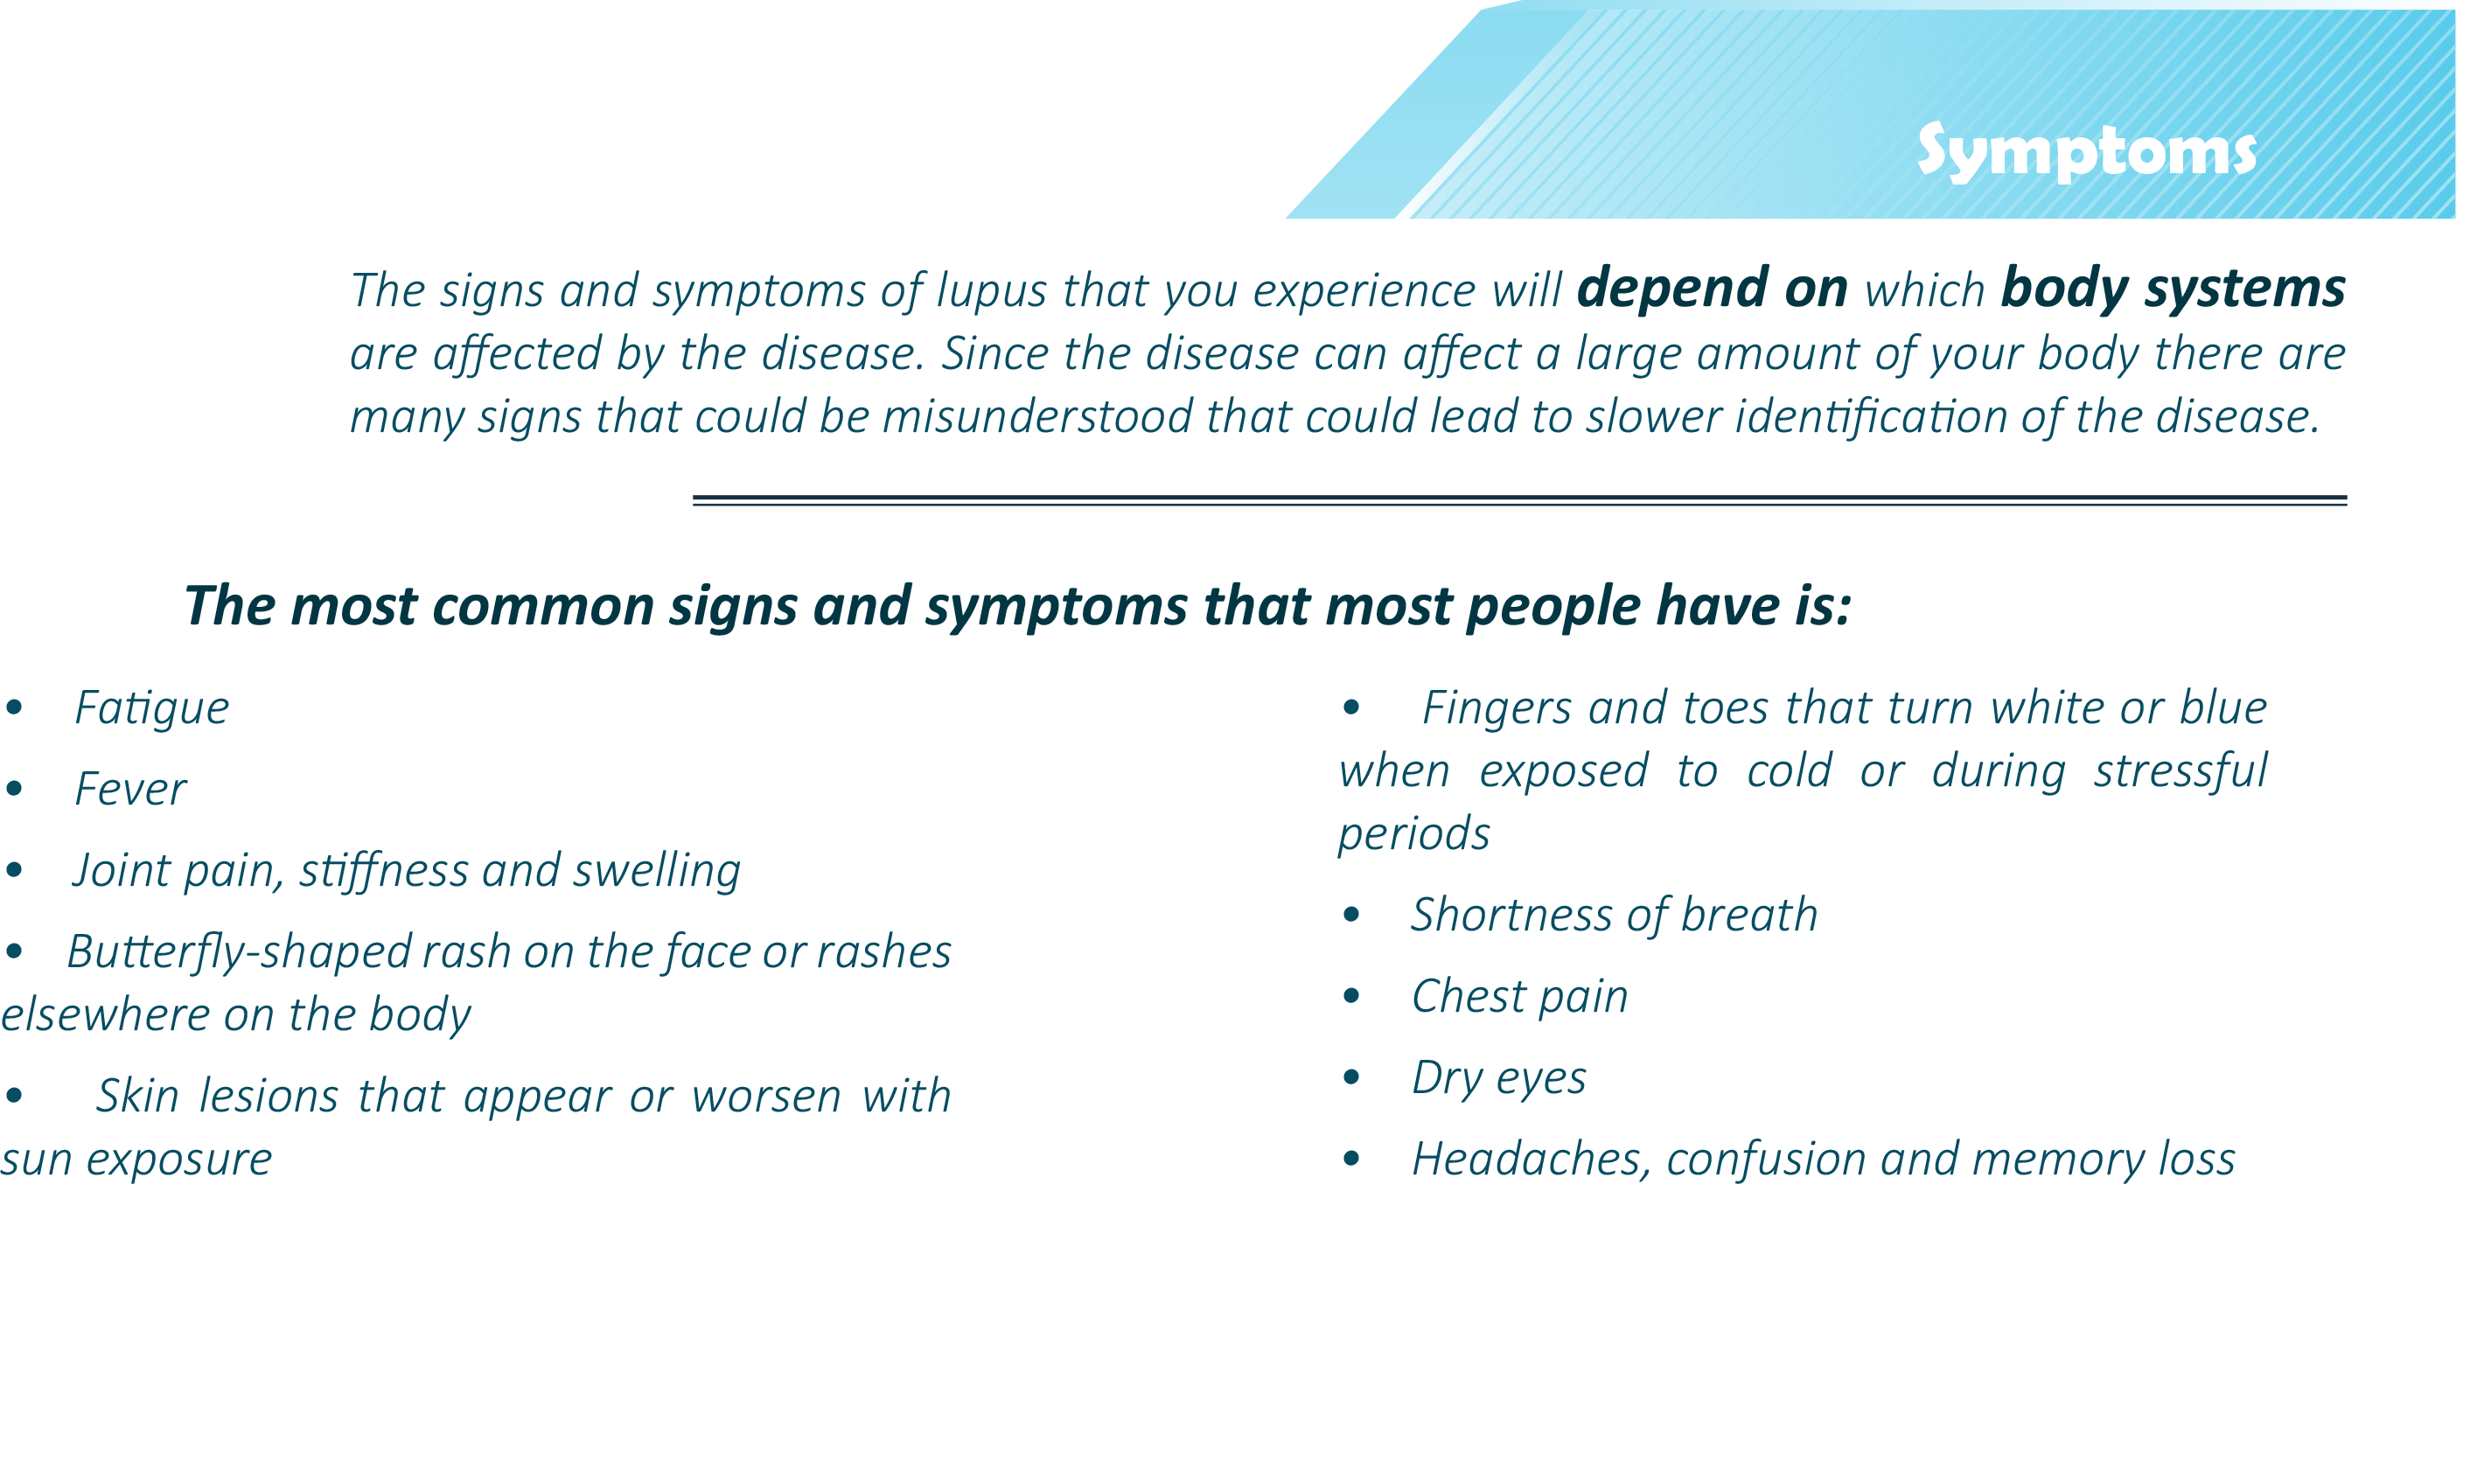 Symptoms
The signs and symptoms of lupus that you experience will depend on which body systems
are affected by the disease. Since the disease can affect a large amount of your body there are
many signs that could be misunderstood that could lead to slower identification of the disease.
The most common signs and symptoms that most people have is:
• Fatigue
• Fever
• Joint pain, stiffness and swelling
• Butterfly-shaped rash on the face or rashes
elsewhere on the body
• Skin lesions that appear or worsen with
sun exposure
• Fingers and toes that turn white or blue
when exposed to cold or during stressful
periods
• Shortness of breath
• Chest pain
• Dry eyes
• Headaches, confusion and memory loss